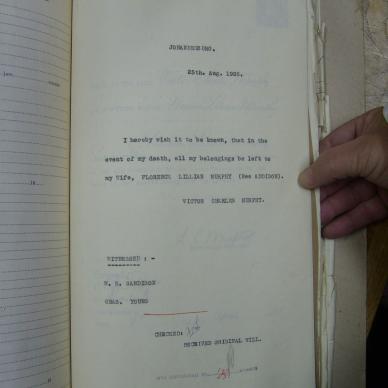 JOHANNESBURG.
25th. Aug. 1925.
I hereby wish it to be known, that in the
event of my death, all my belongings be left to
my Wife, FLORENCE LILLIAN MURPHY (Nee ADDISON).
VICTOR CHARLES MURPHY.
WITNESSED : -
CHAS. YOUNG
CHECKED:
RECEIVED ORIGINAL WILL.